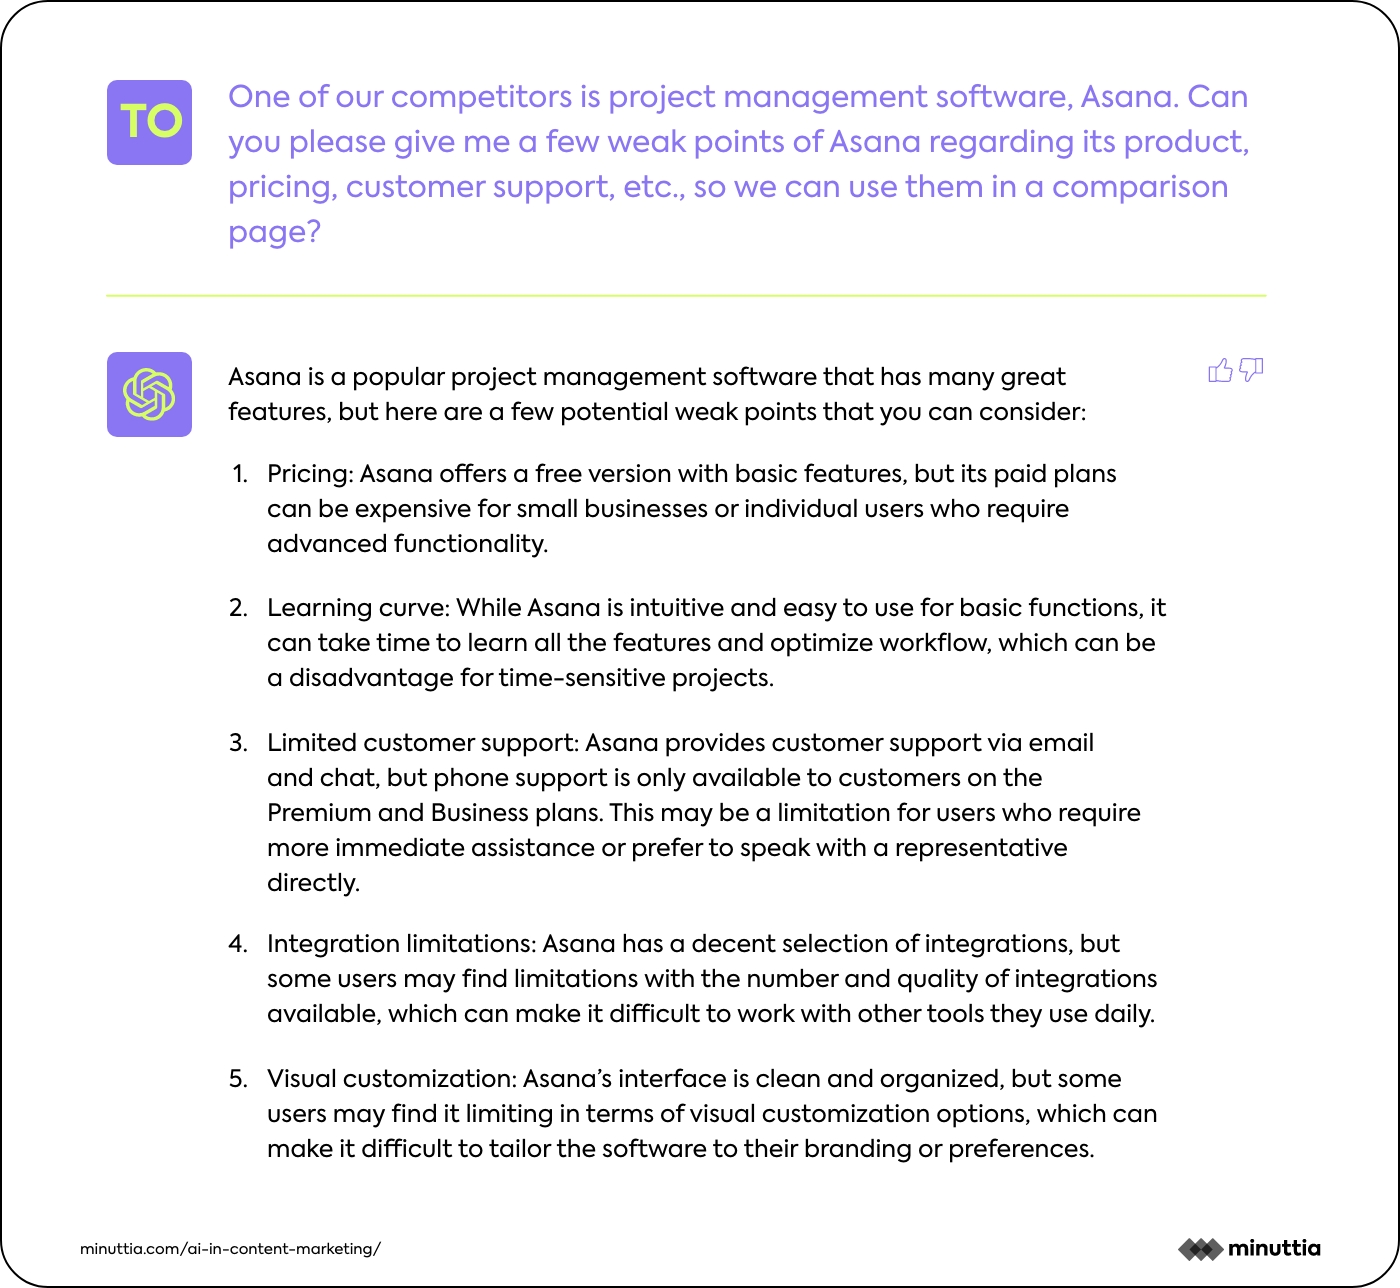 TO
One of our competitors is project management software, Asana. Can
you please give me a few weak points of Asana regarding its product,
pricing, customer support, etc., so we can use them in a comparison
page?
Asana is a popular project management software that has many great
features, but here are a few potential weak points that you can consider:
1. Pricing: Asana offers a free version with basic features, but its paid plans
can be expensive for small businesses or individual users who require
advanced functionality.
2. Learning curve: While Asana is intuitive and easy to use for basic functions, it
can take time to learn all the features and optimize workflow, which can be
a disadvantage for time-sensitive projects.
3. Limited customer support: Asana provides customer support via email
and chat, but phone support is only available to customers on the
Premium and Business plans. This may be a limitation for users who require
more immediate assistance or prefer to speak with a representative
directly.
4. Integration limitations: Asana has a decent selection of integrations, but
some users may find limitations with the number and quality of integrations
available, which can make it difficult to work with other tools they use daily.
5. Visual customization: Asana’s interface is clean and organized, but some
users may find it limiting in terms of visual customization options, which can
make it difficult to tailor the software to their branding or preferences.
minuttia.com/ai-in-content-marketing/
minuttia